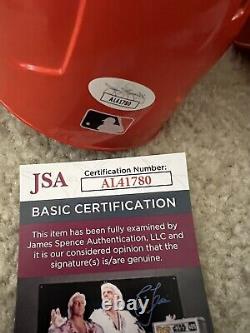 AL41780
JSA
Certification Number
AL41780
BASIC CERTIFICATION
This item has been fully examined by
James Spence Authentication, LLC and
it is our considered opinion that the
signature(s) is/are genuine.